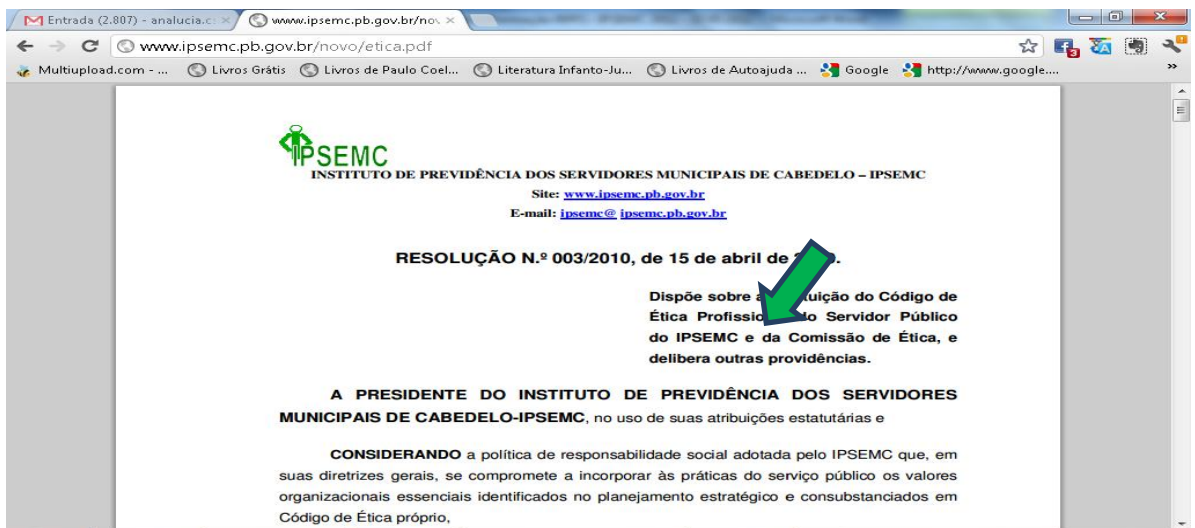 Entrada (2.807) - analucia.c
www.ipsemc.pb.gov.br/nov
www.ipsemc.pb.gov.br/novo/etica.pdf
Multiupload.com - ... Livros Grátis Livros de Paulo Coel... Literatura Infanto-Ju... Livros de Autoajuda ... Google http://www.google.... »
IPSEMC
INSTITUTO DE PREVIDÊNCIA DOS SERVIDORES MUNICIPAIS DE CABEDELO – IPSEMC
Site: www.ipsemc.pb.gov.br
E-mail: ipsemc@ ipsemc.pb.gov.br
RESOLUÇÃO N.º 003/2010, de 15 de abril de
Dispõe sobre a Código de
Ética Servidor Público
do IPSEMC e da Comissão de Ética, e
delibera outras providências.
A PRESIDENTE DO INSTITUTO DE PREVIDÊNCIA DOS SERVIDORES
MUNICIPAIS DE CABEDELO-IPSEMC, no uso de suas atribuições estatutárias e
CONSIDERANDO a política de responsabilidade social adotada pelo IPSEMC que, em
suas diretrizes gerais, se compromete a incorporar às práticas do serviço público os valores
organizacionais essenciais identificados no planejamento estratégico e consubstanciados em
Código de Ética próprio,